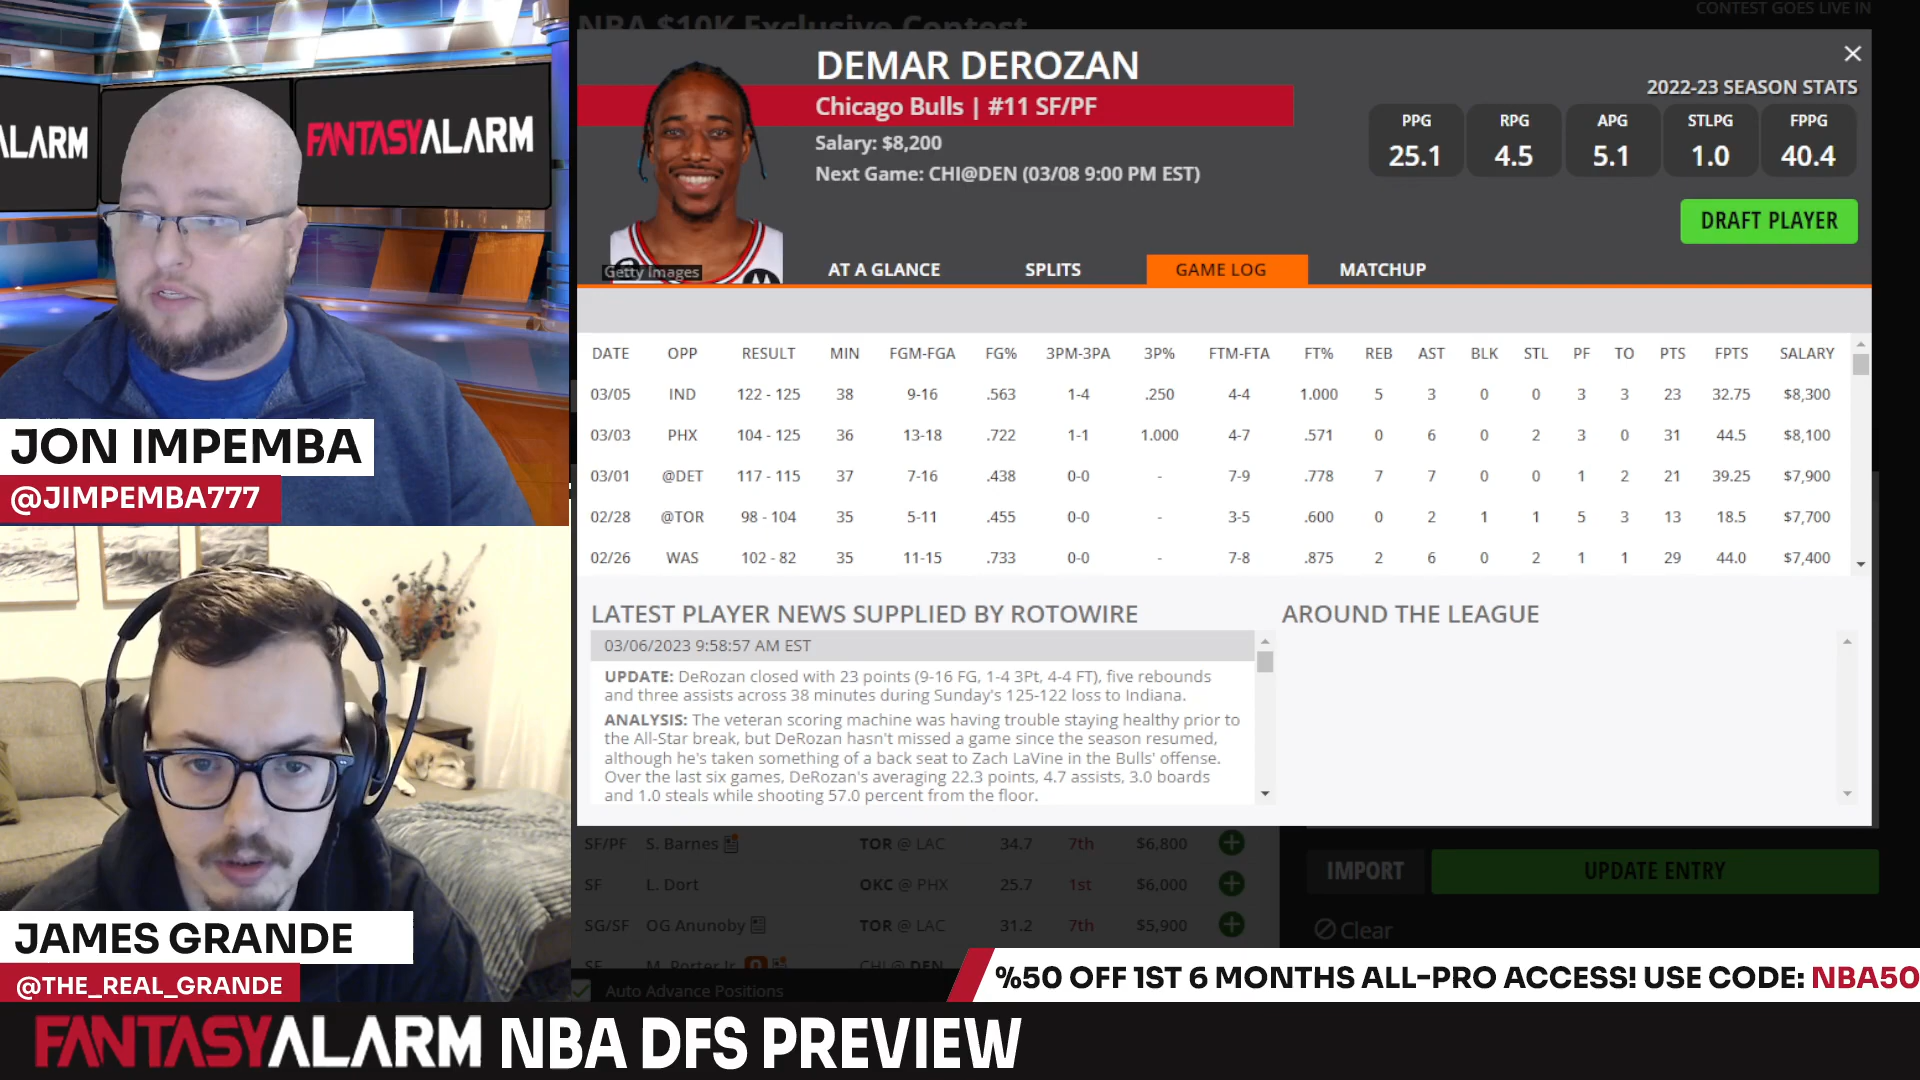 NBA $10K Exclusive Contest
CONTEST GOES LIVE IN
DEMAR DEROZAN
Chicago Bulls | #11 SF/PF
Salary: $8,200
Next Game: CHI@DEN (03/08 9:00 PM EST)
Getty Images
2022-23 SEASON STATS
PPG RPG APG STLPG FPPG
25.1 4.5 5.1 1.0 40.4
DRAFT PLAYER
AT A GLANCE SPLITS GAME LOG MATCHUP
DATE OPP RESULT MIN FGM-FGA FG% 3PM-3PA 3P% FTM-FTA FT% REB AST BLK STL PF TO PTS FPTS SALARY
03/05 IND 122 - 125 38 9-16 .563 1-4 .250 4-4 1.000 5 3 0 0 3 3 23 32.75 $8,300
03/03 PHX 104 - 125 36 13-18 .722 1-1 1.000 4-7 .571 0 6 0 2 3 0 31 44.5 $8,100
03/01 @DET 117 - 115 37 7-16 .438 0-0 - 7-9 .778 7 7 0 0 1 2 21 39.25 $7,900
02/28 @TOR 98 - 104 35 5-11 .455 0-0 - 3-5 .600 0 2 1 1 5 3 13 18.5 $7,700
02/26 WAS 102 - 82 35 11-15 .733 0-0 - 7-8 .875 2 6 0 2 1 1 29 44.0 $7,400
LATEST PLAYER NEWS SUPPLIED BY ROTOWIRE
03/06/2023 9:58:57 AM EST
UPDATE: DeRozan closed with 23 points (9-16 FG, 1-4 3Pt, 4-4 FT), five rebounds
and three assists across 38 minutes during Sunday's 125-122 loss to Indiana.
ANALYSIS: The veteran scoring machine was having trouble staying healthy prior to
the All-Star break, but DeRozan hasn't missed a game since the season resumed,
although he's taken something of a back seat to Zach LaVine in the Bulls' offense.
Over the last six games, DeRozan's averaging 22.3 points, 4.7 assists, 3.0 boards
and 1.0 steals while shooting 57.0 percent from the floor.
AROUND THE LEAGUE
SF/PF S. Barnes TOR @ LAC 34.7 7th $6,800
SF L. Dort OKC @ PHX 25.7 1st $6,000
SG/SF OG Anunoby TOR @ LAC 31.2 7th $5,900
SF M. Porter Jr. O CHI @ DEN
Auto Advance Positions
IMPORT UPDATE ENTRY
Clear
ALARM
FANTASYALARM
JON IMPEMBA
@JIMPEMBA777
JAMES GRANDE
@THE_REAL_GRANDE
%50 OFF 1ST 6 MONTHS ALL-PRO ACCESS! USE CODE: NBA50
FANTASYALARM NBA DFS PREVIEW